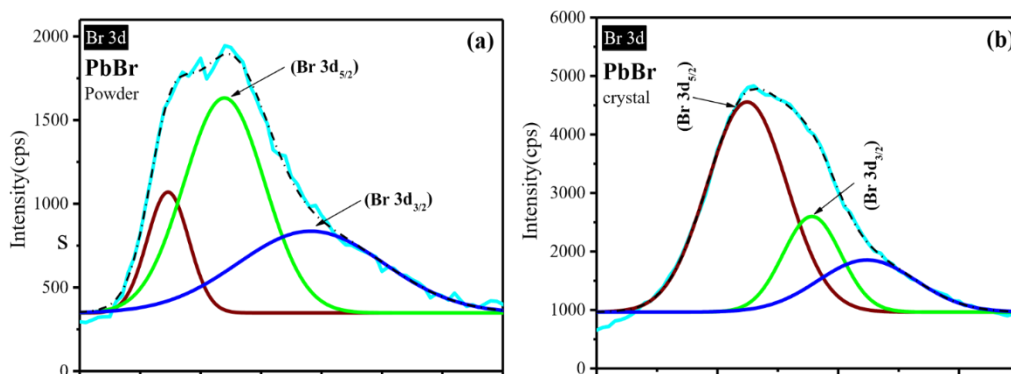 Br 3d
PbBr
Powder
(a)
(Br 3d5/2)
(Br 3d3/2)
Intensity(cps)
S
2000
1500
1000
500
0
Br 3d
PbBr
crystal
(b)
(Br 3d5/2)
(Br 3d3/2)
Intensity(cps)
6000
5000
4000
3000
2000
1000
0